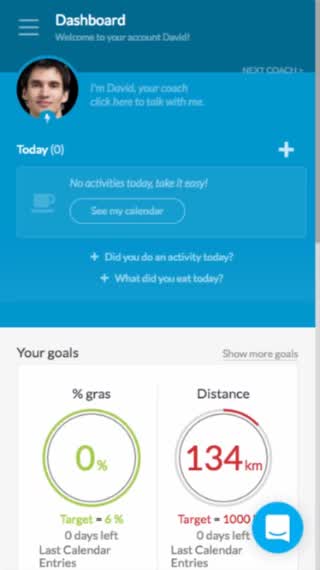 Dashboard
Welcome to your account David!
NEXT COACH >
I'm David, your coach
click here to talk with me.
Today (0)
No activities today, take it easy!
See my calendar
Did you do an activity today?
What did you eat today?
Your goals
Show more goals
% gras
Distance
0%
134km
Target = 6 %
Target = 1000
0 days left
0 days left
Last Calendar
Entries
Last Calendar
Entries